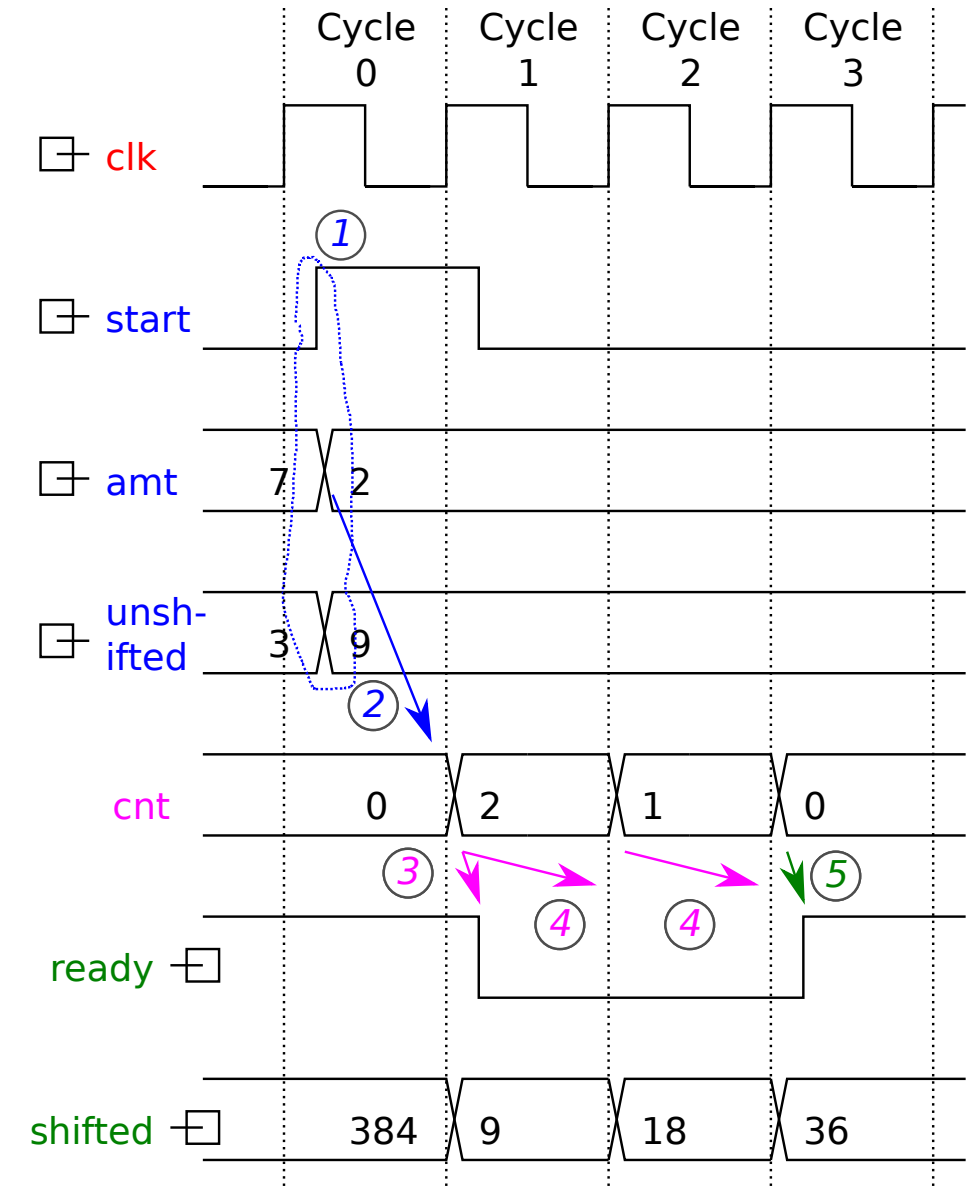 Cycle Cycle Cycle Cycle
0 1 2 3
clk
1
start
amt 7 2
unsh-
ifted 3 9
2
cnt 0 2 1 0
3 5
4 4
ready
shifted 384 9 18 36